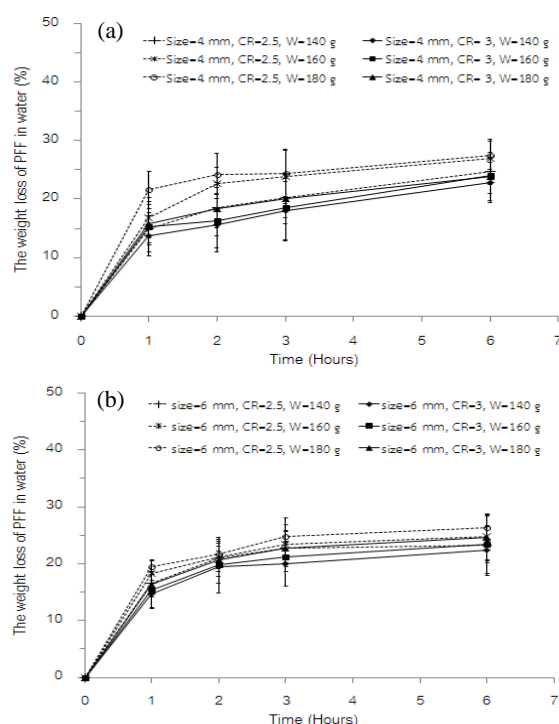 (a)
Size=4 mm, CR=2.5, W=140 g
Size=4 mm, CR= 3, W=140 g
Size=4 mm, CR=2.5, W=160 g
Size=4 mm, CR= 3, W=160 g
Size=4 mm, CR=2.5, W=180 g
Size=4 mm, CR= 3, W=180 g
The weight loss of PFF in water (%)
50
40
30
20
10
0
0 1 2 3 4 5 6 7
Time (Hours)
(b)
size=6 mm, CR=2.5, W=140 g
size=6 mm, CR=3, W=140 g
size=6 mm, CR=2.5, W=160 g
size=6 mm, CR=3, W=160 g
size=6 mm, CR=2.5, W=180 g
size=6 mm, CR=3, W=180 g
The weight loss of PFF in water (%)
50
40
30
20
10
0
0 1 2 3 4 5 6 7
Time (Hours)